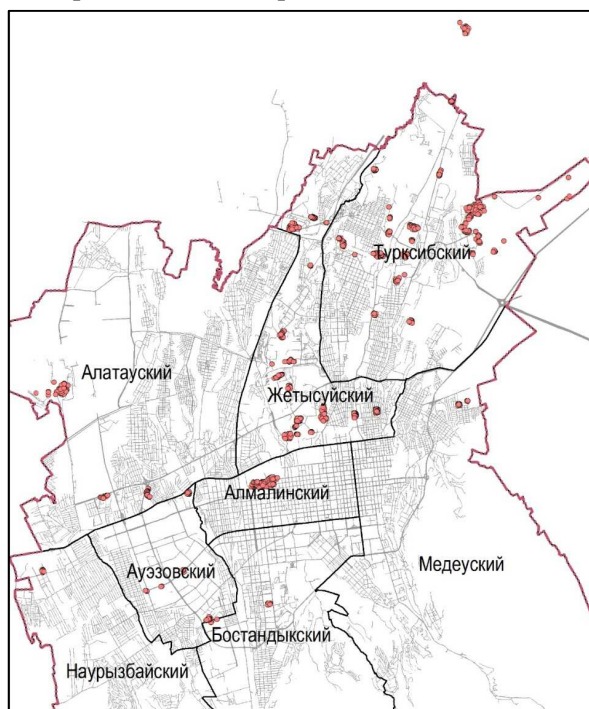 Турксибский
Алатауский
Жетысуйский
Алмалинский
Медеуский
Ауэзовский
Бостандыкский
Наурызбайский